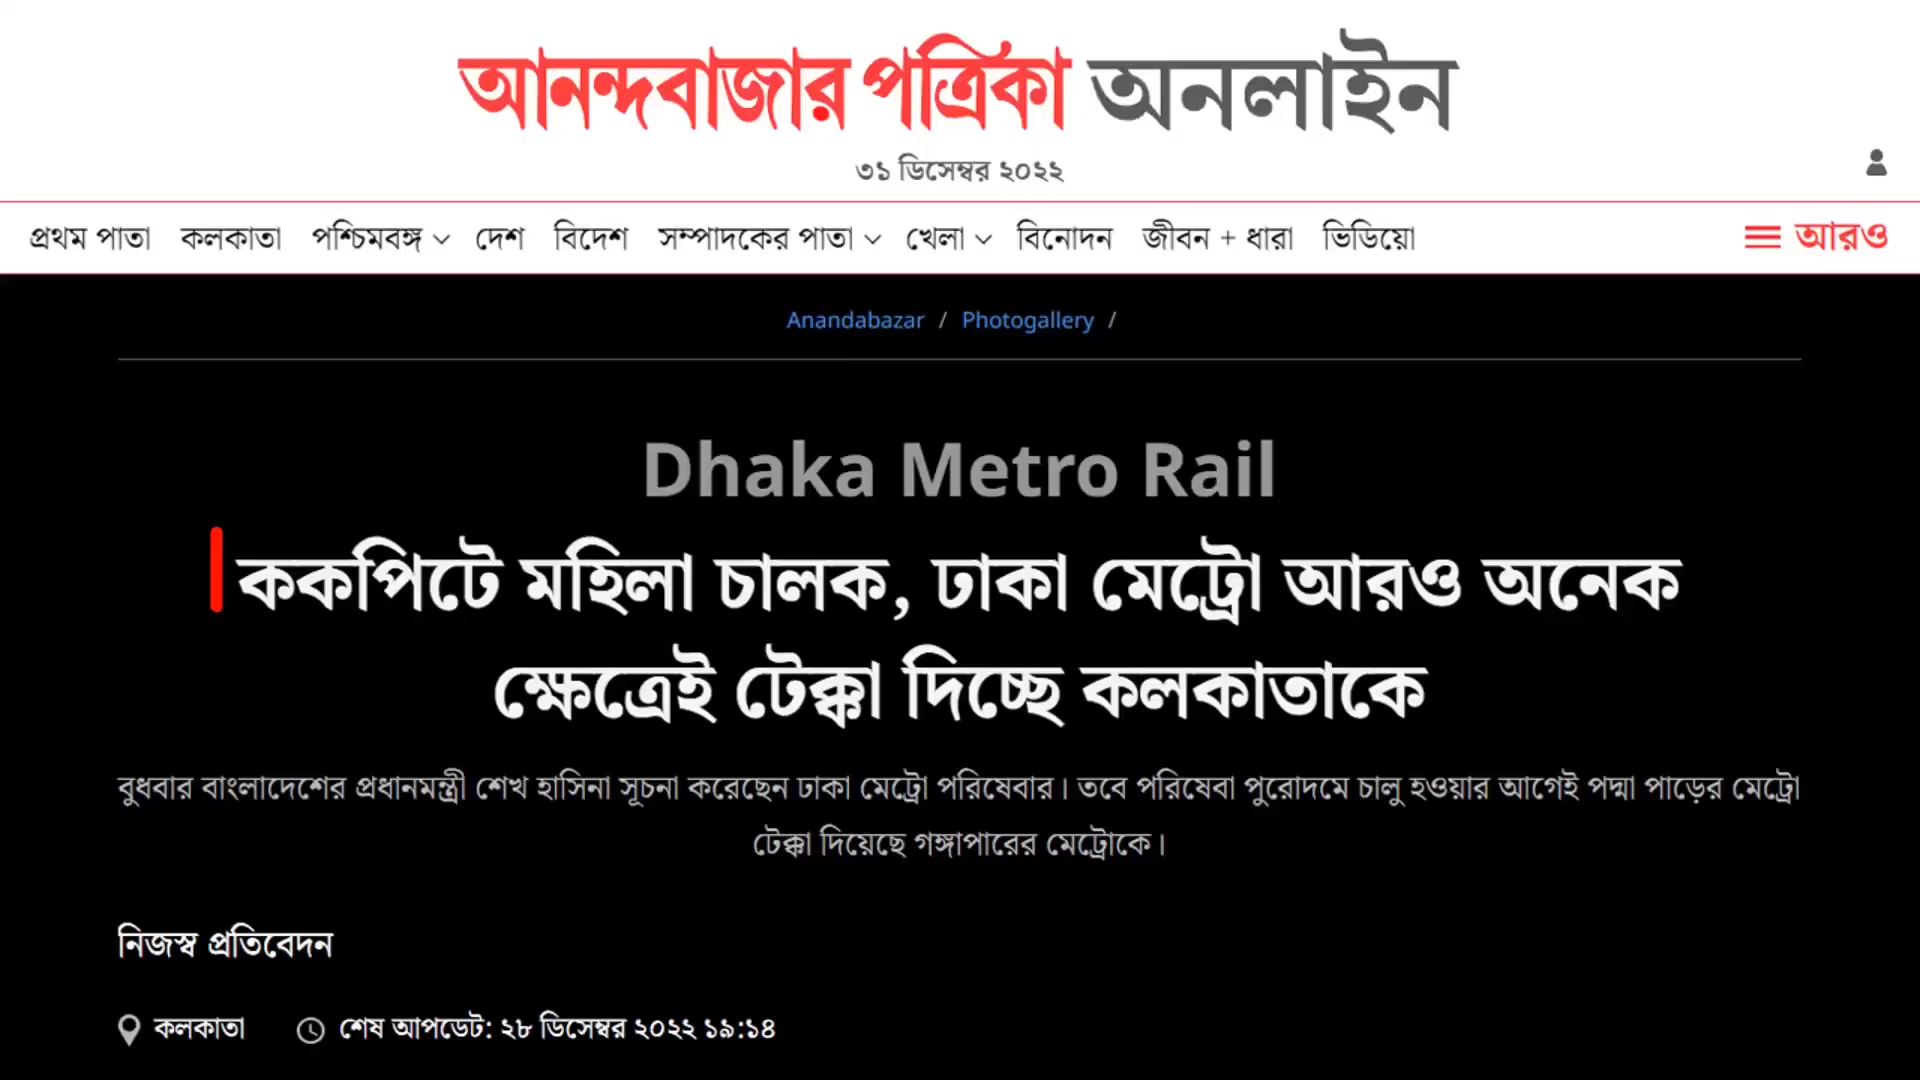 আনন্দবাজার পত্রিকা অনলাইন
৩১ ডিসেম্বর ২০২২
প্রথম পাতা কলকাতা পশ্চিমবঙ্গ দেশ বিদেশ সম্পাদকের পাতা খেলা বিনোদন জীবন + ধারা ভিডিয়ো আরও
Anandabazar / Photogallery /
Dhaka Metro Rail
ককপিটে মহিলা চালক, ঢাকা মেট্রো আরও অনেক
ক্ষেত্রেই টেক্কা দিচ্ছে কলকাতাকে
বুধবার বাংলাদেশের প্রধানমন্ত্রী শেখ হাসিনা সূচনা করেছেন ঢাকা মেট্রো পরিষেবার। তবে পরিষেবা পুরোদমে চালু হওয়ার আগেই পদ্মা পাড়ের মেট্রো
টেক্কা দিয়েছে গঙ্গাপারের মেট্রোকে।
নিজস্ব প্রতিবেদন
কলকাতা শেষ আপডেট: ২৮ ডিসেম্বর ২০২২ ১৯:১৪